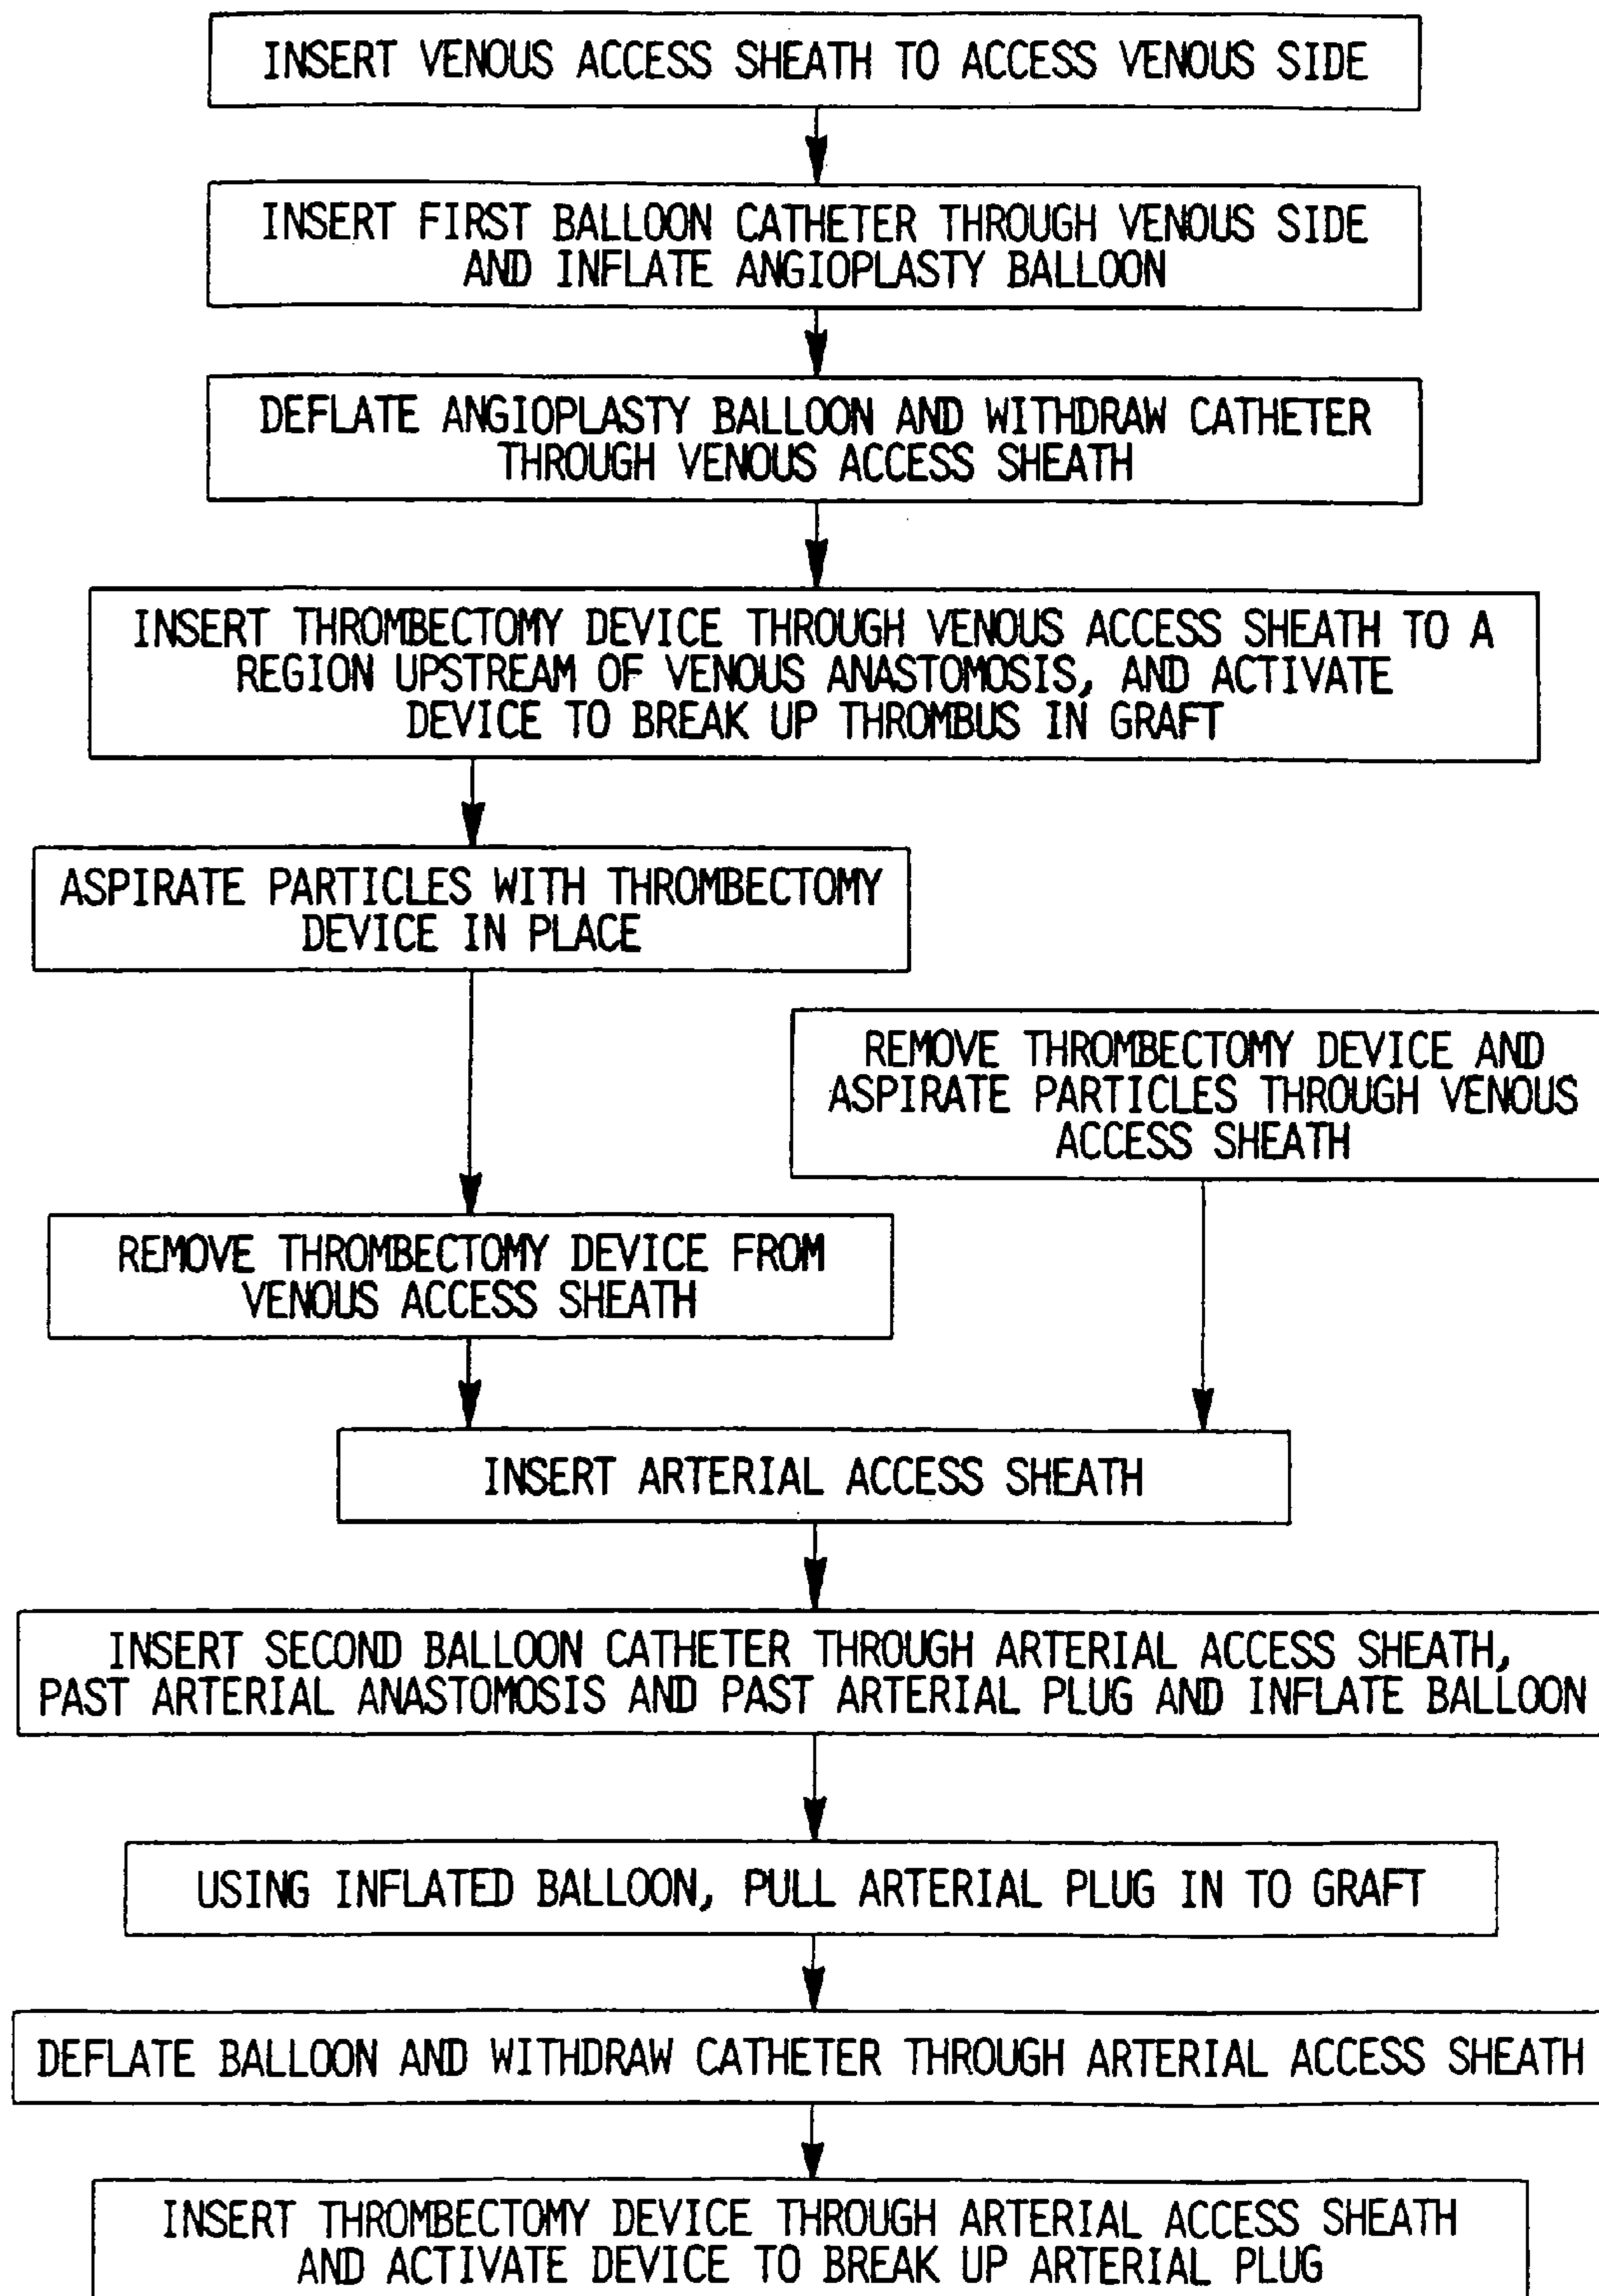 INSERT VENOUS ACCESS SHEATH TO ACCESS VENOUS SIDE
INSERT FIRST BALLOON CATHETER THROUGH VENOUS SIDE
AND INFLATE ANGIOPLASTY BALLOON
DEFLATE ANGIOPLASTY BALLOON AND WITHDRAW CATHETER
THROUGH VENOUS ACCESS SHEATH
INSERT THROMBECTOMY DEVICE THROUGH VENOUS ACCESS SHEATH TO A
REGION UPSTREAM OF VENOUS ANASTOMOSIS, AND ACTIVATE
DEVICE TO BREAK UP THROMBUS IN GRAFT
ASPIRATE PARTICLES WITH THROMBECTOMY
DEVICE IN PLACE
REMOVE THROMBECTOMY DEVICE AND
ASPIRATE PARTICLES THROUGH VENOUS
ACCESS SHEATH
REMOVE THROMBECTOMY DEVICE FROM
VENOUS ACCESS SHEATH
INSERT ARTERIAL ACCESS SHEATH
INSERT SECOND BALLOON CATHETER THROUGH ARTERIAL ACCESS SHEATH,
PAST ARTERIAL ANASTOMOSIS AND PAST ARTERIAL PLUG AND INFLATE BALLOON
USING INFLATED BALLOON, PULL ARTERIAL PLUG IN TO GRAFT
DEFLATE BALLOON AND WITHDRAW CATHETER THROUGH ARTERIAL ACCESS SHEATH
INSERT THROMBECTOMY DEVICE THROUGH ARTERIAL ACCESS SHEATH
AND ACTIVATE DEVICE TO BREAK UP ARTERIAL PLUG